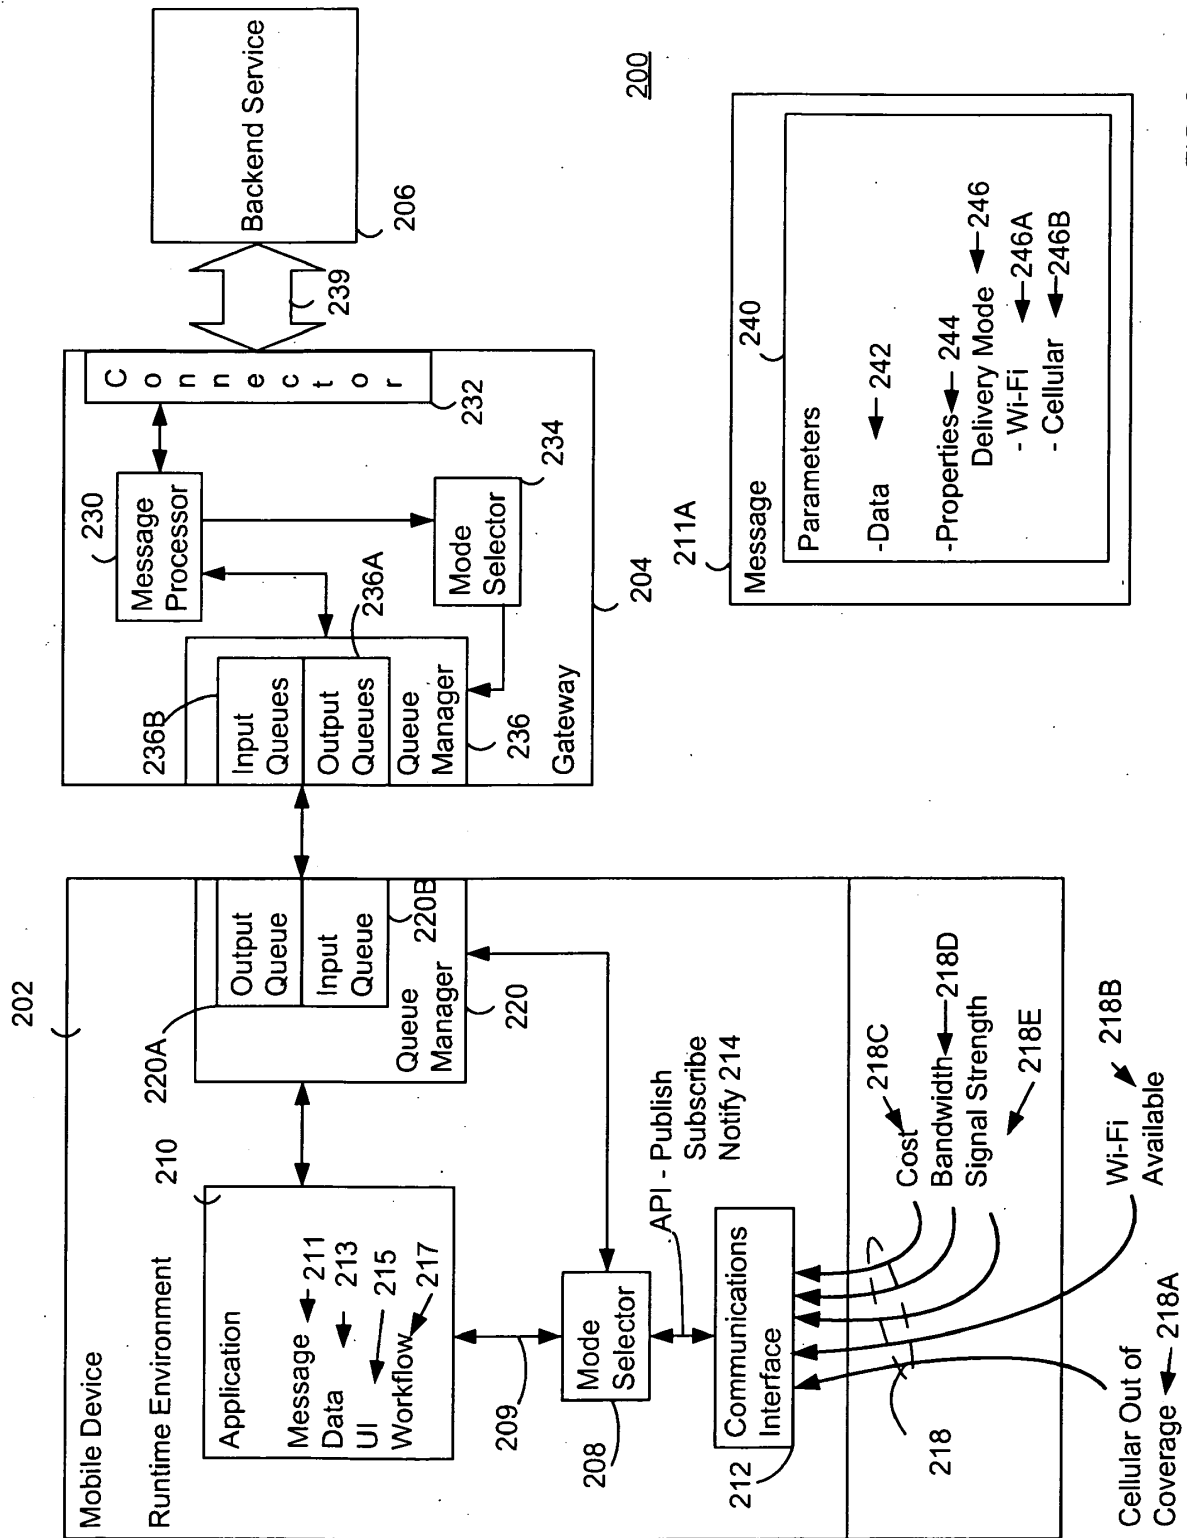 Mobile Device
202
Runtime Environment
210
Application
Message 211
Data 213
UI 215
Workflow 217
209
Mode
Selector
208
API - Publish
Subscribe
Notify 214
Communications
Interface
212
218
Cost
218C
Bandwidth 218D
Signal Strength
218E
Wi-Fi
Available
218B
Cellular Out of
Coverage 218A
220A
Output
Queue
Input
Queue
220B
Queue
Manager
220
236B
Input
Queues
Output
Queues
236A
Queue
Manager
236
Gateway
204
230
Message
Processor
Mode
Selector
234
Connector
232
239
Backend Service
206
200
211A
Message
240
Parameters
-Data 242
-Properties 244
Delivery Mode 246
- Wi-Fi 246A
- Cellular 246B